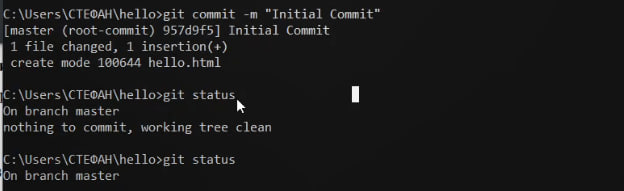 C:\Users\СТЕФАН\hello>git commit -m "Initial Commit"
[master (root-commit) 957d9f5] Initial Commit
1 file changed, 1 insertion(+)
create mode 100644 hello.html
C:\Users\СТЕФАН\hello>git status
On branch master
nothing to commit, working tree clean
C:\Users\СТЕФАН\hello>git status
On branch master